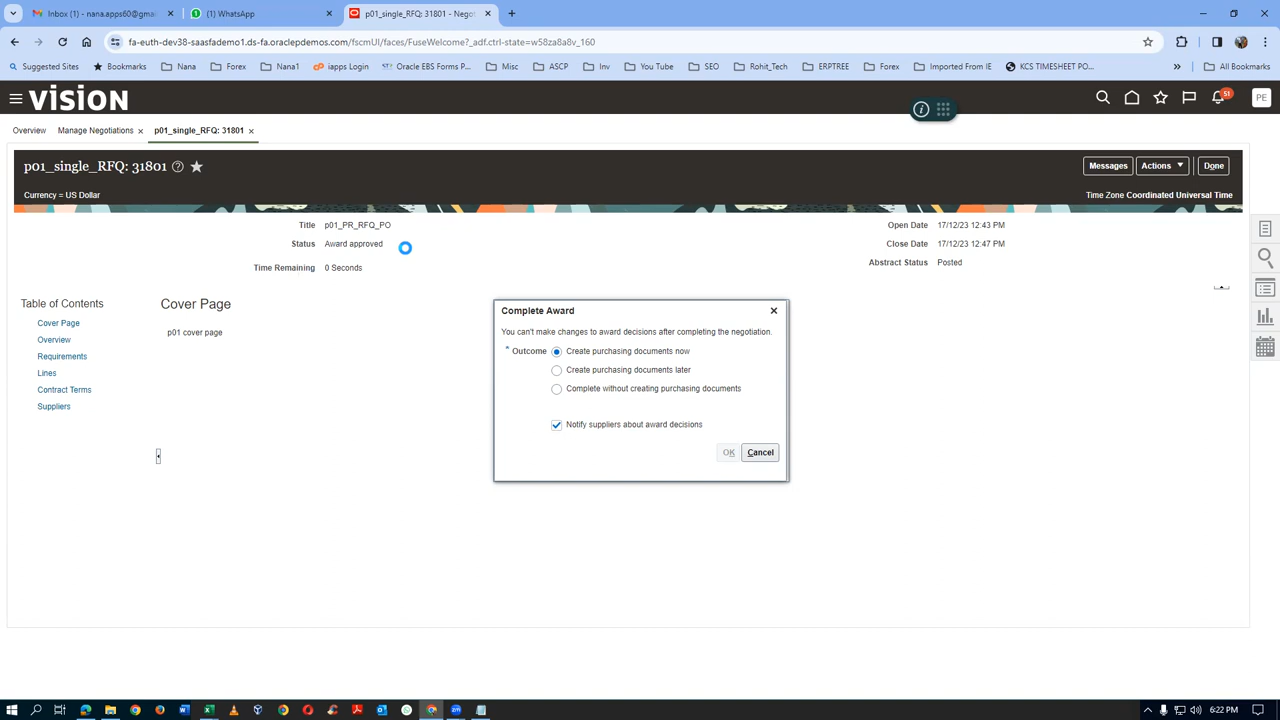 Inbox (1) - nana.apps60@gma
(1) WhatsApp
p01_single_RFQ: 31801 - Nego
fa-euth-dev38-saasfademo1.ds-fa.oraclepdemos.com/fscmUI/faces/FuseWelcome?_adf.ctrl-state=w58za8a8v_160
Suggested Sites
Bookmarks
Nana
Forex
Nana1
iapps Login
Oracle EBS Forms P...
Misc
ASCP
Inv
You Tube
SEO
Rohit_Tech
ERPTREE
Forex
Imported From IE
KCS TIMESHEET PO...
»
All Bookmarks
VISION
51
PE
Overview
Manage Negotiations
p01_single_RFQ: 31801
p01_single_RFQ: 31801
Messages
Actions
Done
Currency = US Dollar
Time Zone Coordinated Universal Time
Title p01_PR_RFQ_PO
Status Award approved
Time Remaining 0 Seconds
Open Date 17/12/23 12:43 PM
Close Date 17/12/23 12:47 PM
Abstract Status Posted
Table of Contents
Cover Page
Overview
Requirements
Lines
Contract Terms
Suppliers
Cover Page
p01 cover page
Complete Award
You can't make changes to award decisions after completing the negotiation.
* Outcome
Create purchasing documents now
Create purchasing documents later
Complete without creating purchasing documents
Notify suppliers about award decisions
OK
Cancel
6:22 PM